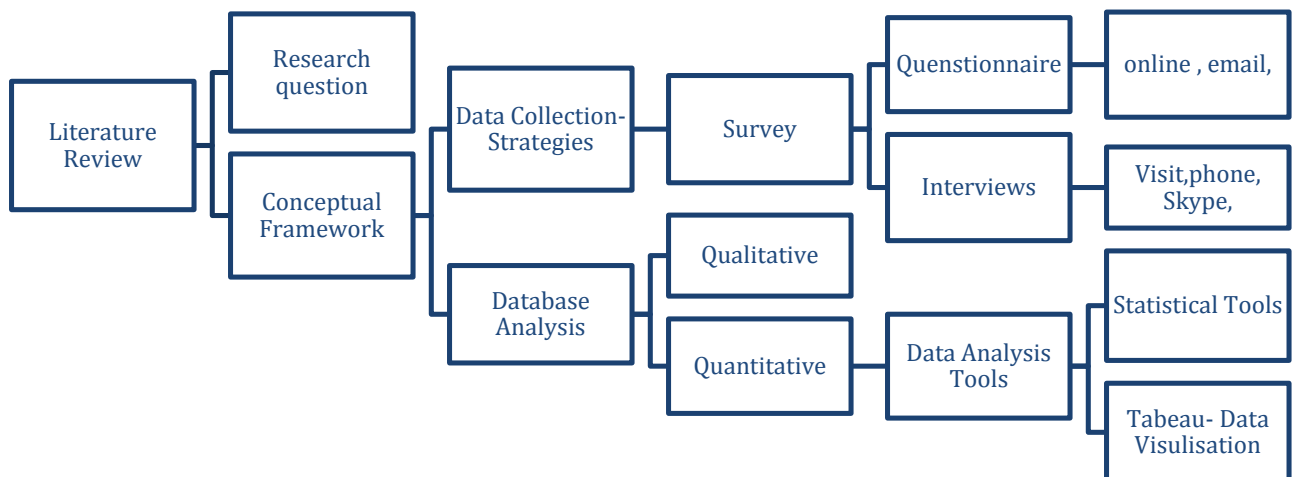 Literature
Review
Research
question
Conceptual
Framework
Data Collection-
Strategies
Survey
Quenstionnaire
online , email,
Interviews
Visit,phone,
Skype,
Database
Analysis
Qualitative
Quantitative
Data Analysis
Tools
Statistical Tools
Tabeau- Data
Visulisation